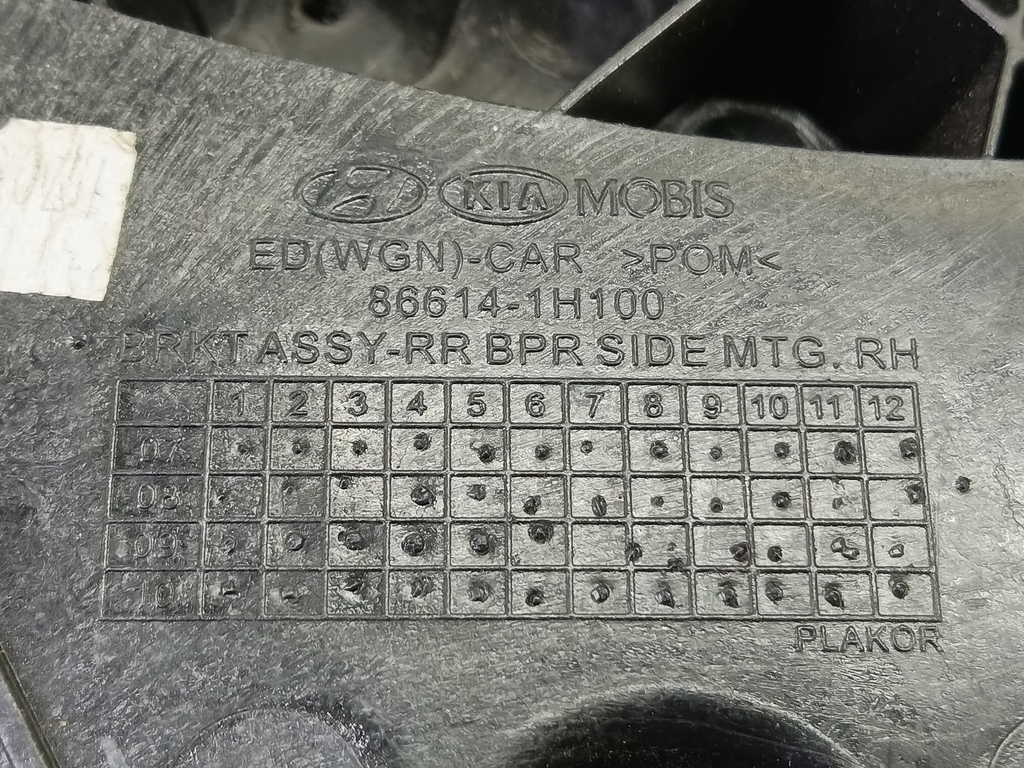 KIA MOBIS
ED(WGN)-CAR >POM<
86614-1H100
BRKT ASSY-RR BPR SIDE MTG. RH
1 2 3 4 5 6 7 8 9 10 11 12
07
08
09
10
PLAKOR